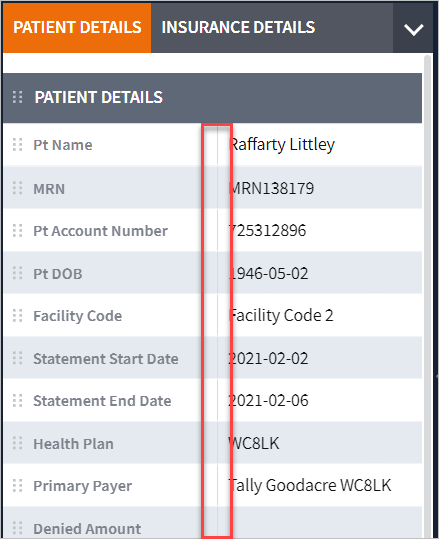 PATIENT DETAILS INSURANCE DETAILS
PATIENT DETAILS
Pt Name Raffarty Littley
MRN MRN138179
Pt Account Number 725312896
Pt DOB 1946-05-02
Facility Code Facility Code 2
Statement Start Date 2021-02-02
Statement End Date 2021-02-06
Health Plan WC8LK
Primary Payer Tally Goodacre WC8LK
Denied Amount